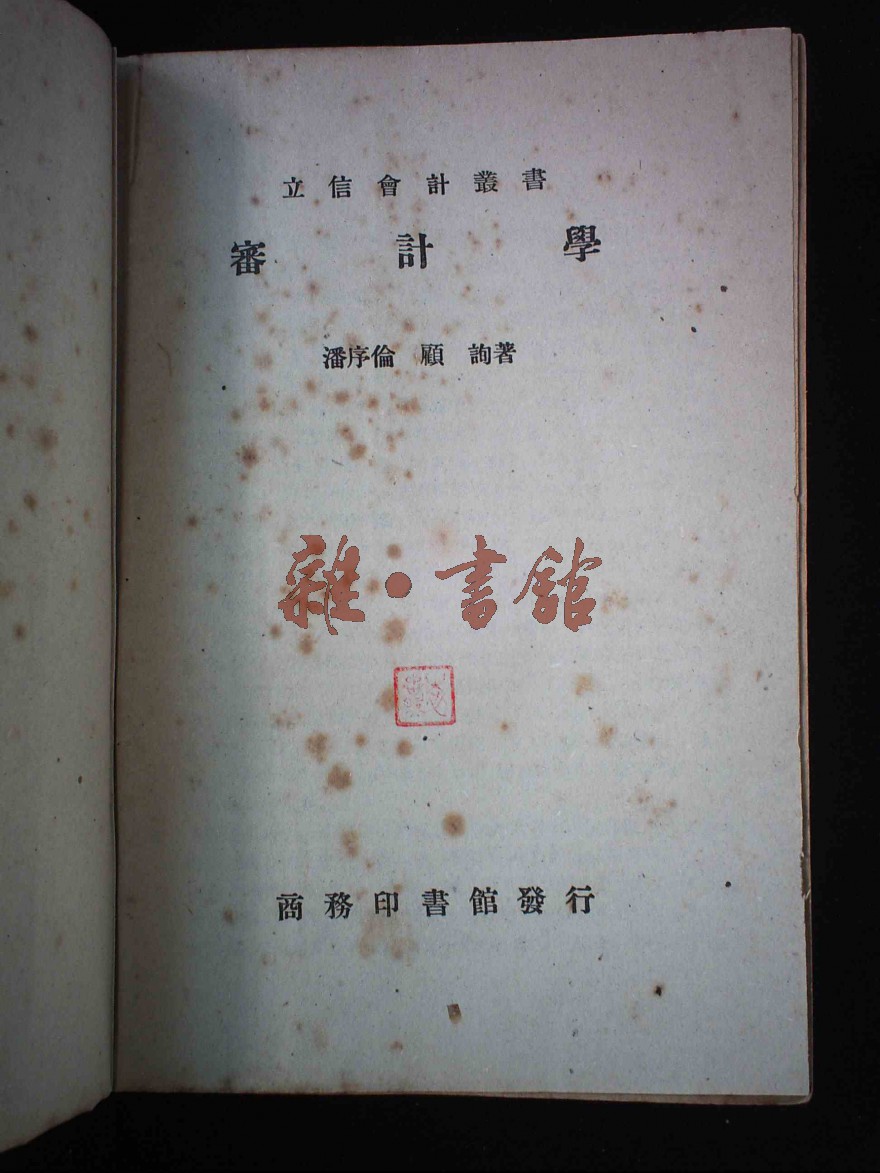 立信會計叢書
審計學
潘序倫 顧 詢著
雜·書館
商務印書館發行